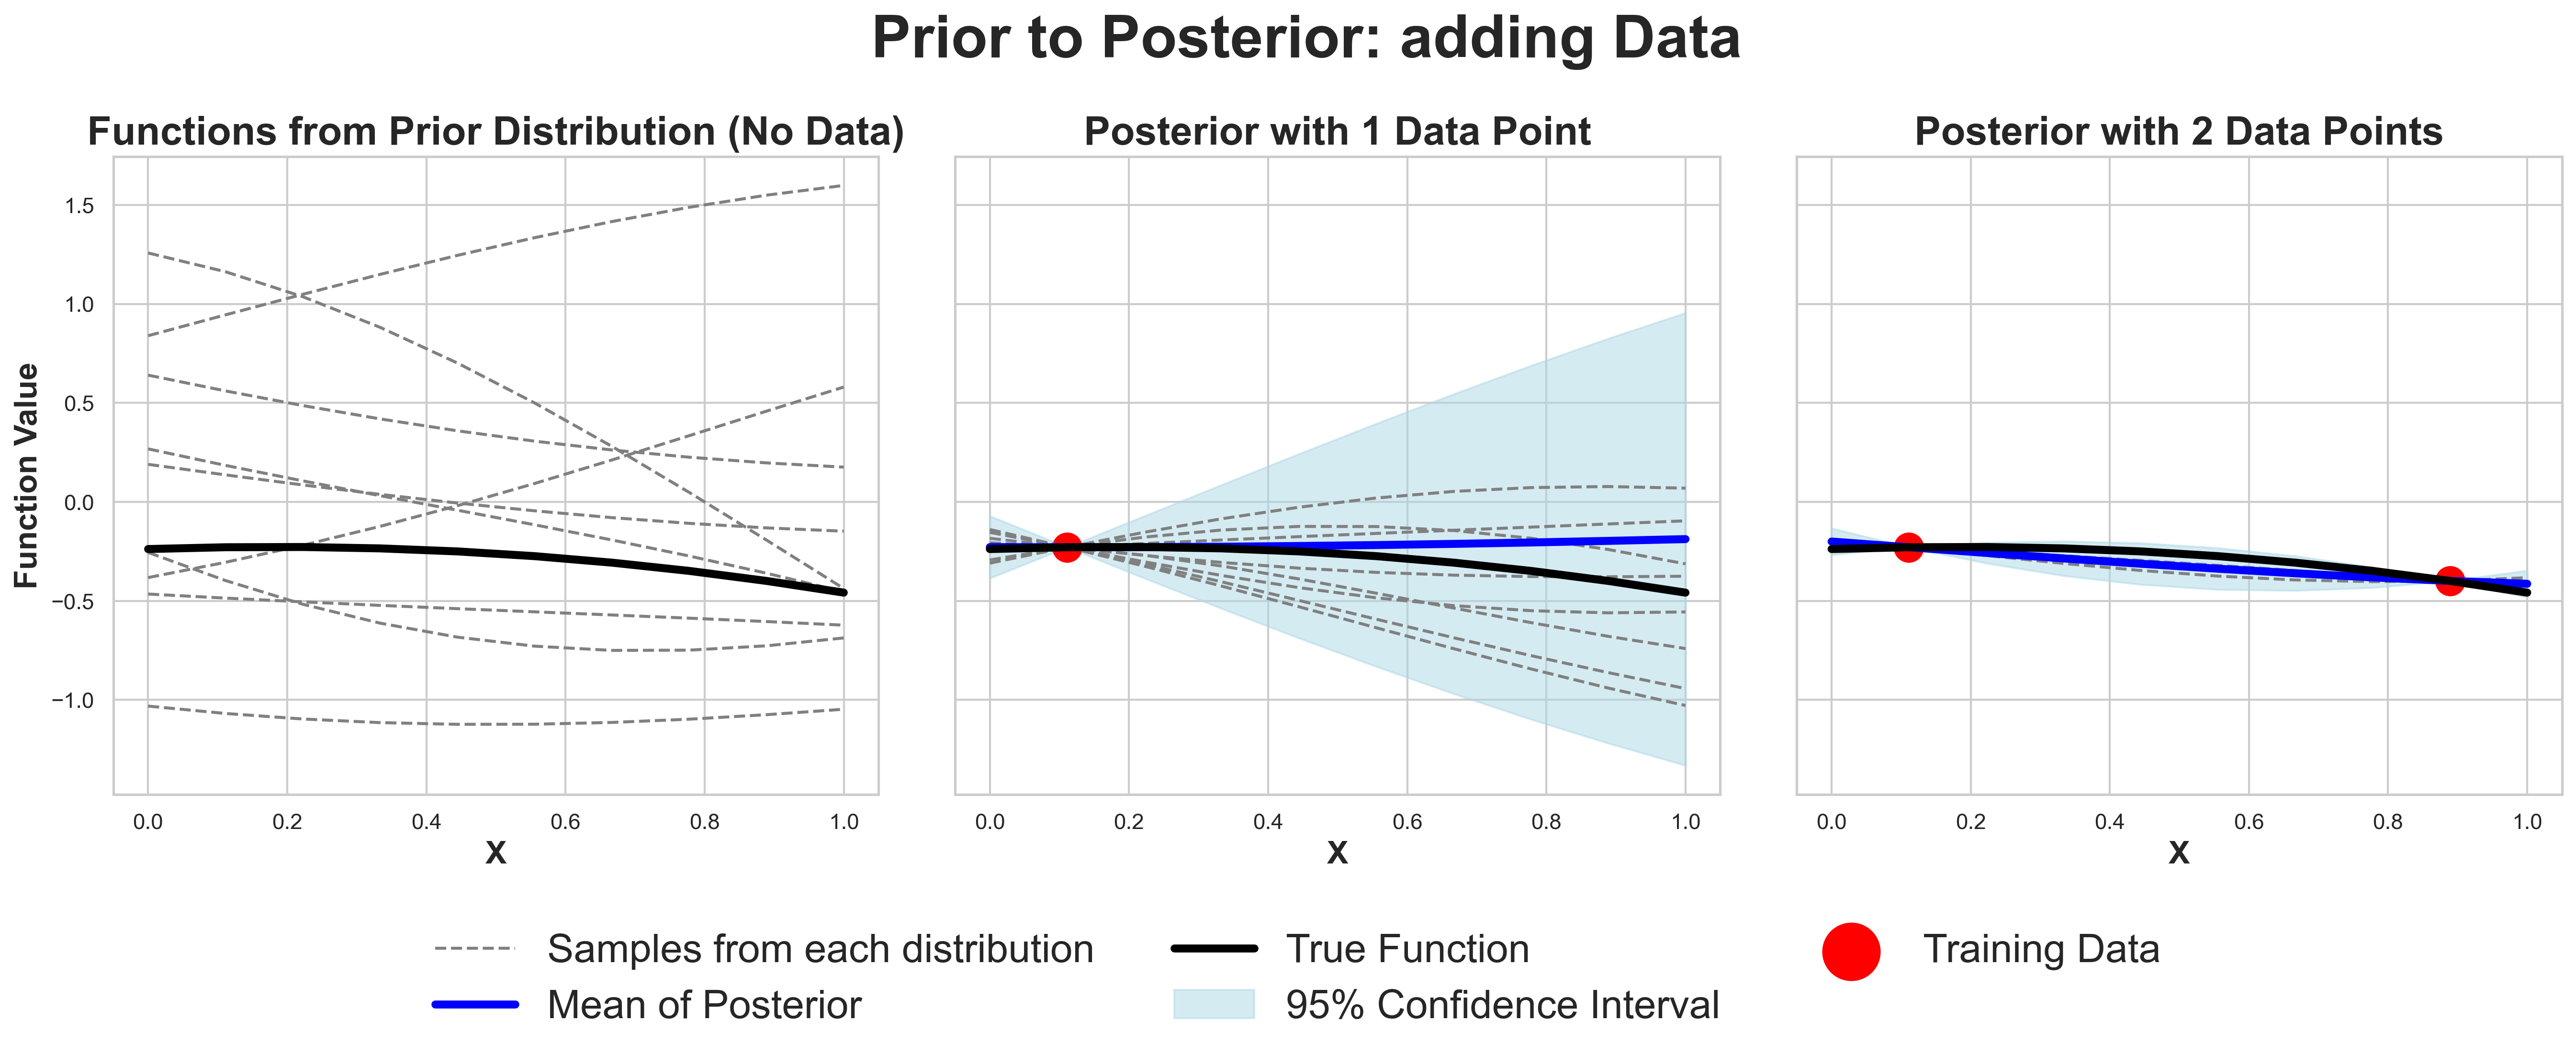 Prior to Posterior: adding Data
Functions from Prior Distribution (No Data)
Posterior with 1 Data Point
Posterior with 2 Data Points
Function Value
1.5
1.0
0.5
0.0
−0.5
−1.0
0.0 0.2 0.4 0.6 0.8 1.0
X
0.0 0.2 0.4 0.6 0.8 1.0
X
0.0 0.2 0.4 0.6 0.8 1.0
X
Samples from each distribution
Mean of Posterior
True Function
95% Confidence Interval
Training Data